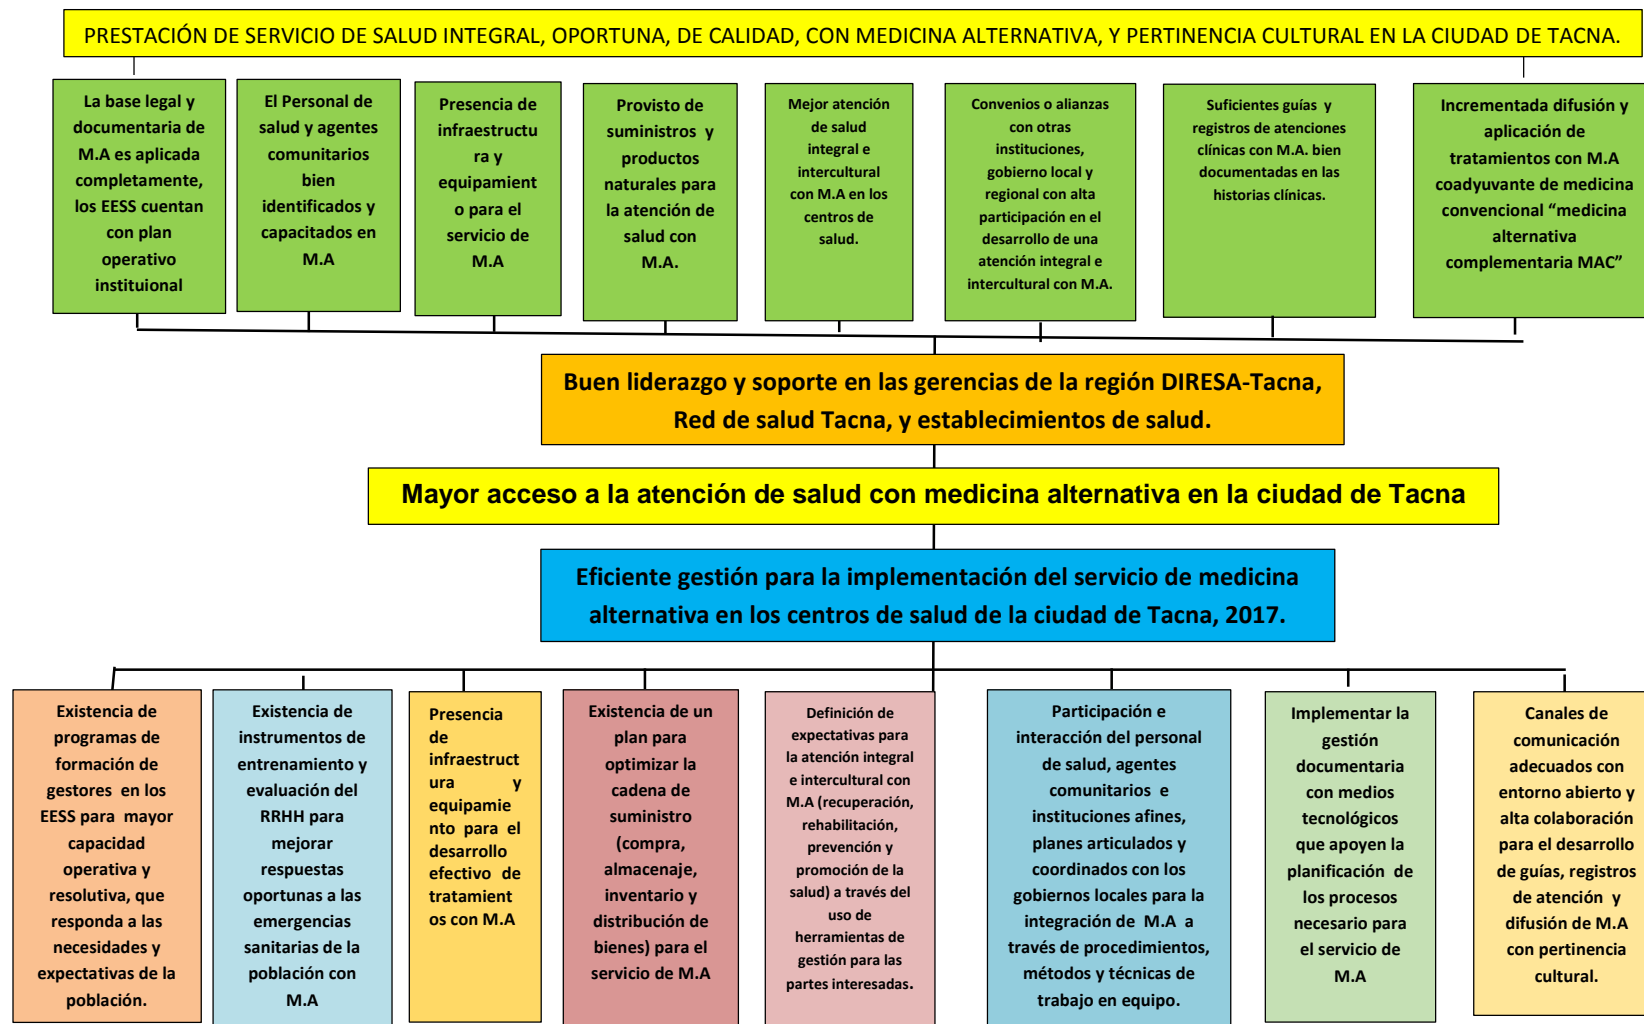 PRESTACIÓN DE SERVICIO DE SALUD INTEGRAL, OPORTUNA, DE CALIDAD, CON MEDICINA ALTERNATIVA, Y PERTINENCIA CULTURAL EN LA CIUDAD DE TACNA.
La base legal y
documentaria de
M.A es aplicada
completamente,
los EESS cuentan
con plan
operativo
instituional
El Personal de
salud y agentes
comunitarios
bien
identificados y
capacitados en
M.A
Presencia de
infraestructu
ra y
equipamient
o para el
servicio de
M.A
Provisto de
suministros y
productos
naturales para
la atención de
salud con
M.A.
Mejor atención
de salud
integral e
intercultural
con M.A en los
centros de
salud.
Convenios o alianzas
con otras
instituciones,
gobierno local y
regional con alta
participación en el
desarrollo de una
atención integral e
intercultural con M.A.
Suficientes guías y
registros de atenciones
clínicas con M.A. bien
documentadas en las
historias clínicas.
Incrementada difusión y
aplicación de
tratamientos con M.A
coadyuvante de medicina
convencional “medicina
alternativa
complementaria MAC”
Buen liderazgo y soporte en las gerencias de la región DIRESA-Tacna,
Red de salud Tacna, y establecimientos de salud.
Mayor acceso a la atención de salud con medicina alternativa en la ciudad de Tacna
Eficiente gestión para la implementación del servicio de medicina
alternativa en los centros de salud de la ciudad de Tacna, 2017.
Existencia de
programas de
formación de
gestores en los
EESS para mayor
capacidad
operativa y
resolutiva, que
responda a las
necesidades y
expectativas de la
población.
Existencia de
instrumentos de
entrenamiento y
evaluación del
RRHH para
mejorar
respuestas
oportunas a las
emergencias
sanitarias de la
población con
M.A
Presencia
de
infraestruct
ura y
equipamie
nto para el
desarrollo
efectivo de
tratamient
os con M.A
Existencia de un
plan para
optimizar la
cadena de
suministro
(compra,
almacenaje,
inventario y
distribución de
bienes) para el
servicio de M.A
Definición de
expectativas para
la atención integral
e intercultural con
M.A (recuperación,
rehabilitación,
prevención y
promoción de la
salud) a través del
uso de
herramientas de
gestión para las
partes interesadas.
Participación e
interacción del personal
de salud, agentes
comunitarios e
instituciones afines,
planes articulados y
coordinados con los
gobiernos locales para la
integración de M.A a
través de procedimientos,
métodos y técnicas de
trabajo en equipo.
Implementar la
gestión
documentaria
con medios
tecnológicos
que apoyen la
planificación de
los procesos
necesario para
el servicio de
M.A
Canales de
comunicación
adecuados con
entorno abierto y
alta colaboración
para el desarrollo
de guías, registros
de atención y
difusión de M.A
con pertinencia
cultural.